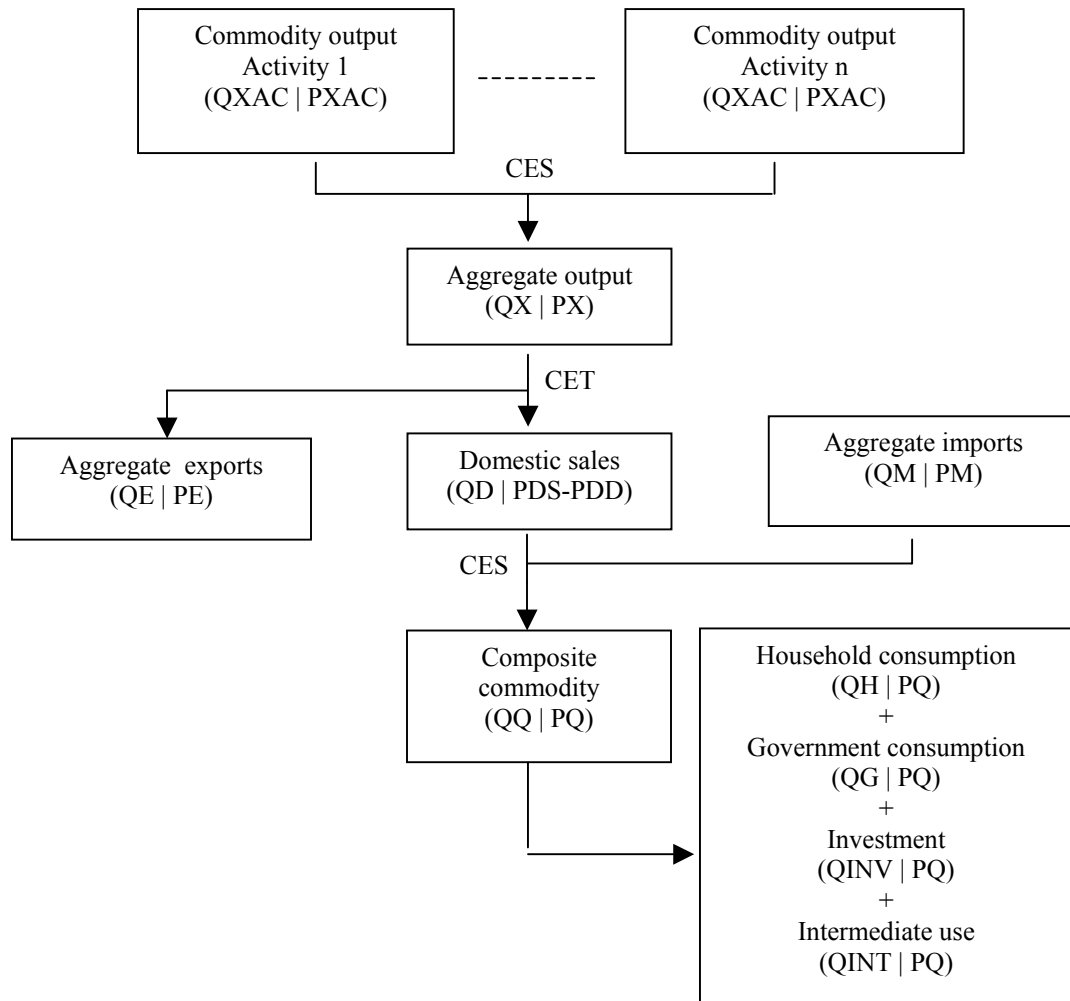 Commodity output
Activity 1
(QXAC | PXAC)
Commodity output
Activity n
(QXAC | PXAC)
CES
Aggregate output
(QX | PX)
CET
Aggregate exports
(QE | PE)
Domestic sales
(QD | PDS-PDD)
Aggregate imports
(QM | PM)
CES
Composite
commodity
(QQ | PQ)
Household consumption
(QH | PQ)
+
Government consumption
(QG | PQ)
+
Investment
(QINV | PQ)
+
Intermediate use
(QINT | PQ)